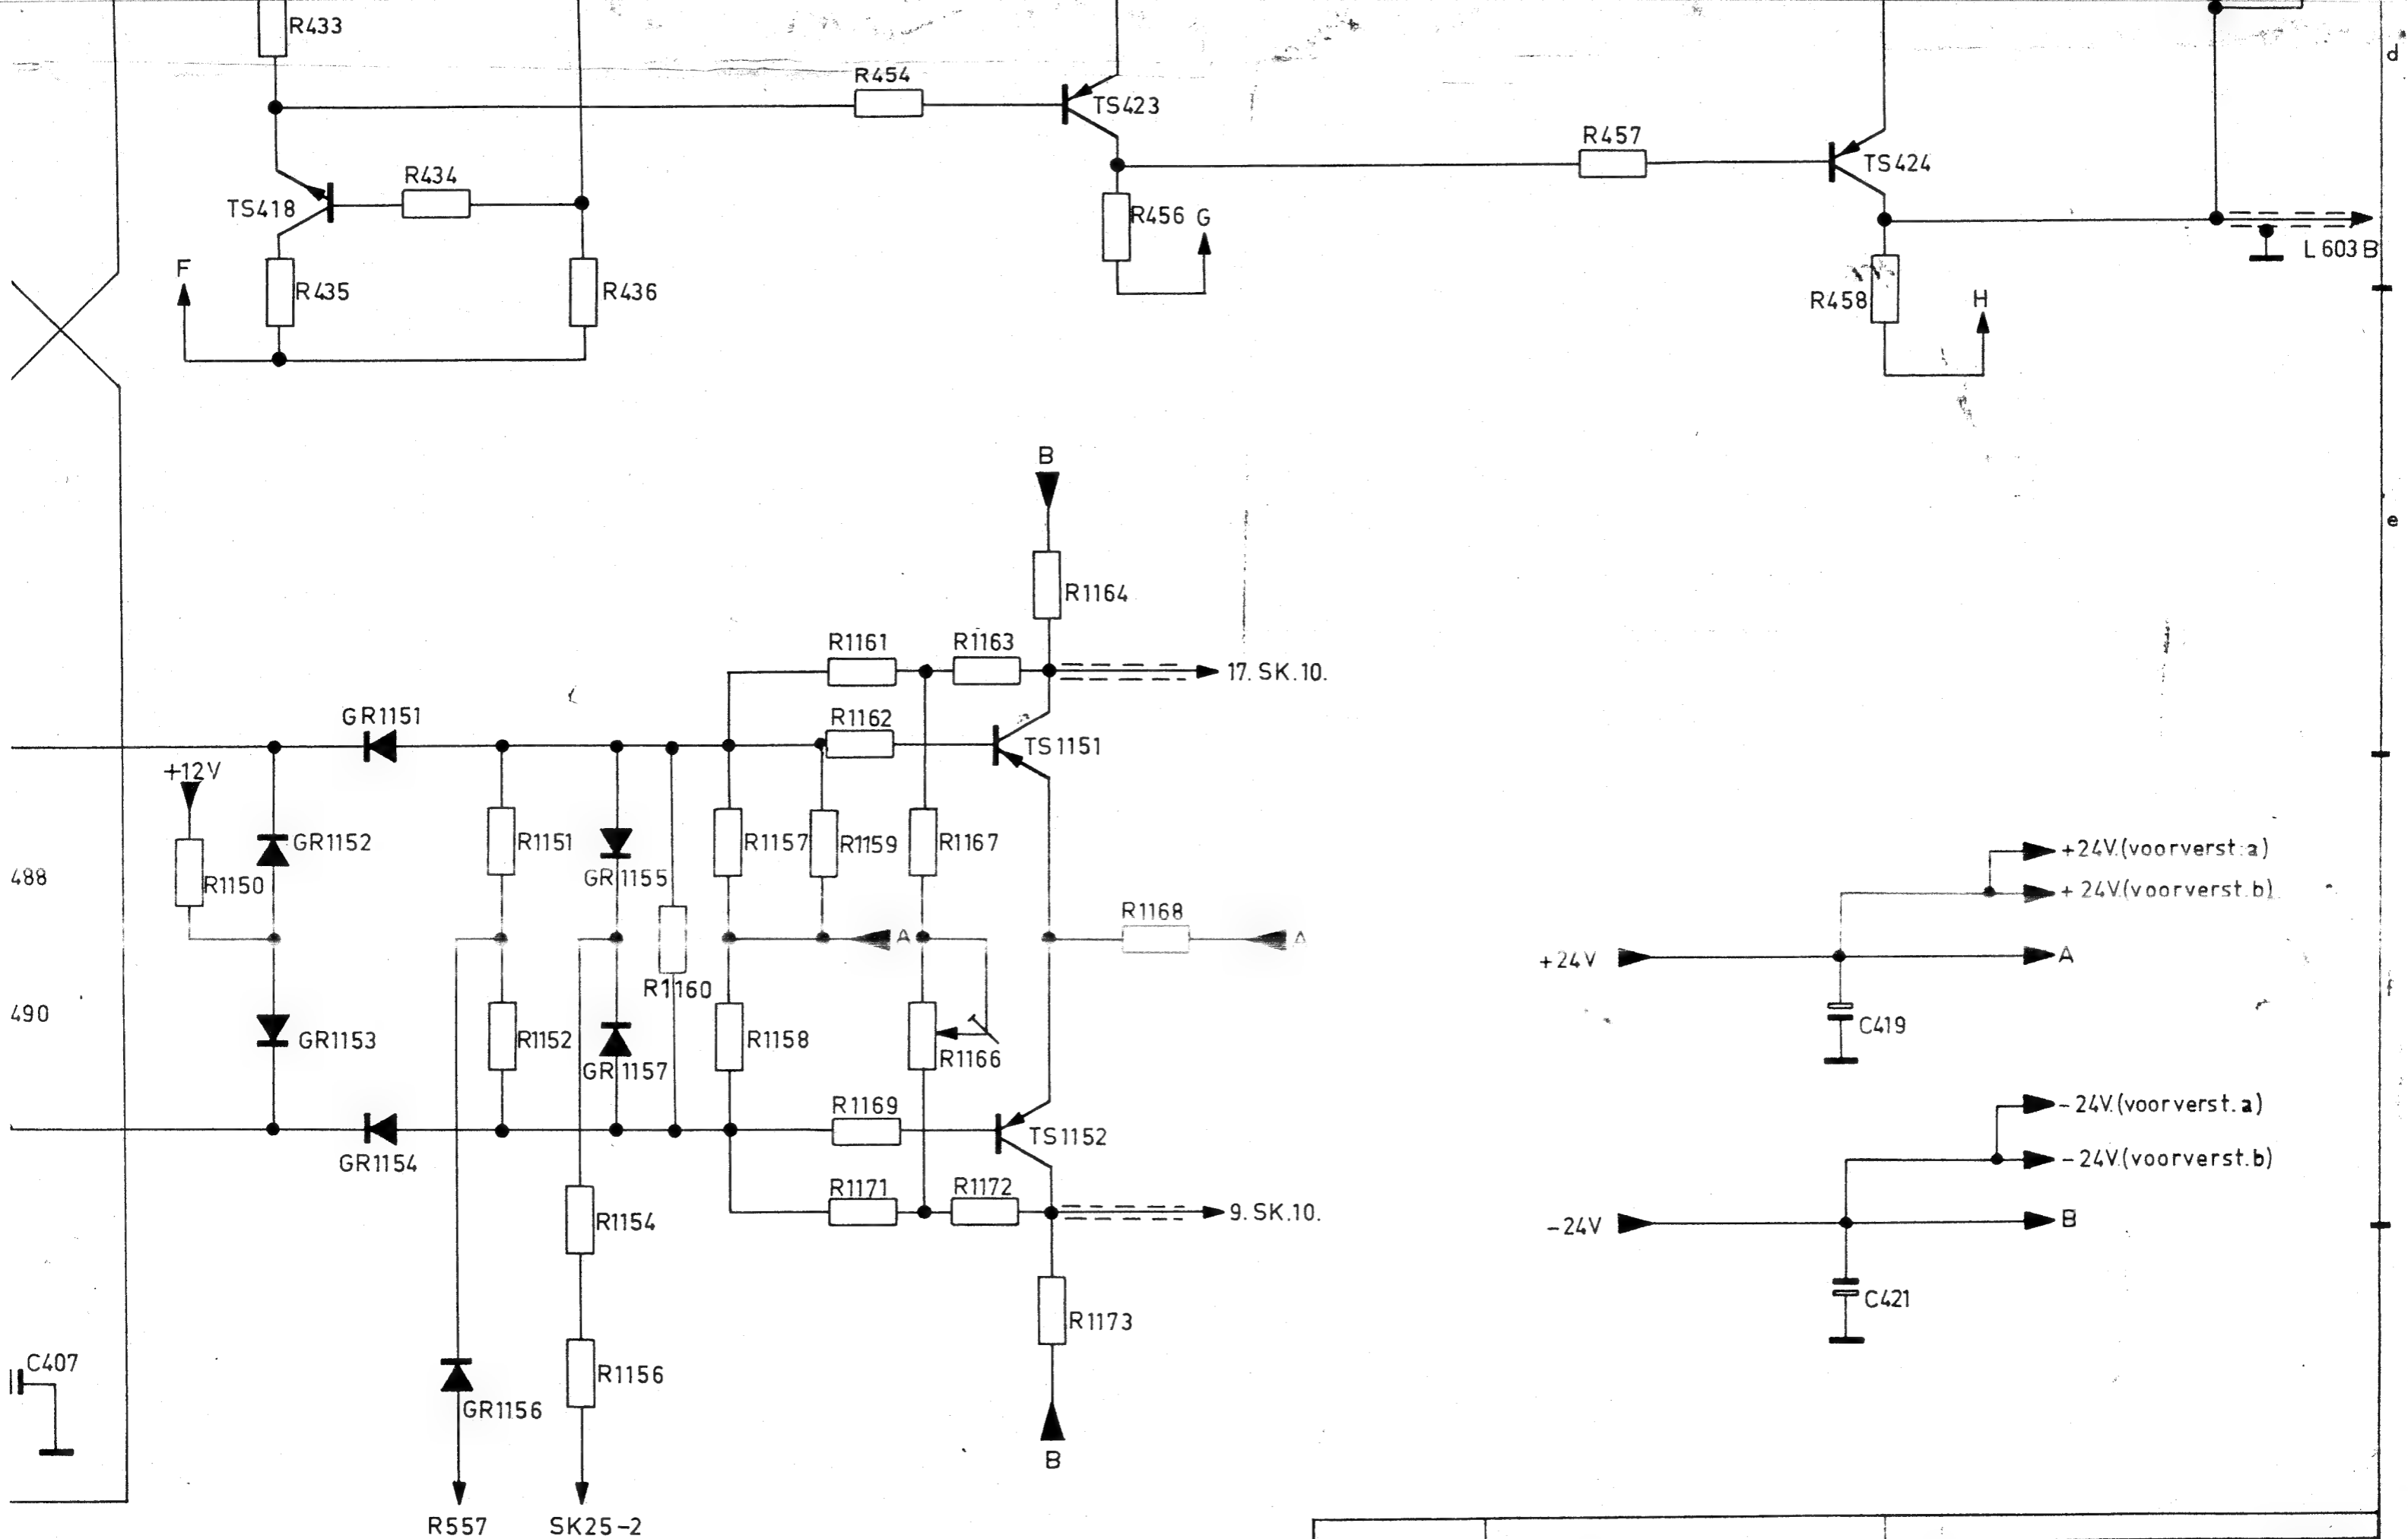 R433
d
R454
TS423
R457
TS424
R434
TS418
R456 G
L 603 B
F
R435
R436
R458
H
B
e
R1164
R1161
R1163
17. SK. 10.
GR1151
R1162
TS1151
+12V
GR1152
R1151
R1157
R1159
R1167
+24V.(voorverst.a)
488
R1150
GR1155
+24V(voorverst.b)
R1168
A
A
+24V
A
R1160
f
490
GR1153
R1152
R1158
R1166
C419
GR1157
R1169
-24V.(voorverst.a)
TS1152
GR1154
-24V.(voorverst.b)
R1171
R1172
9. SK.10.
R1154
-24V
B
C421
R1173
C407
R1156
GR1156
B
R557
SK25-2